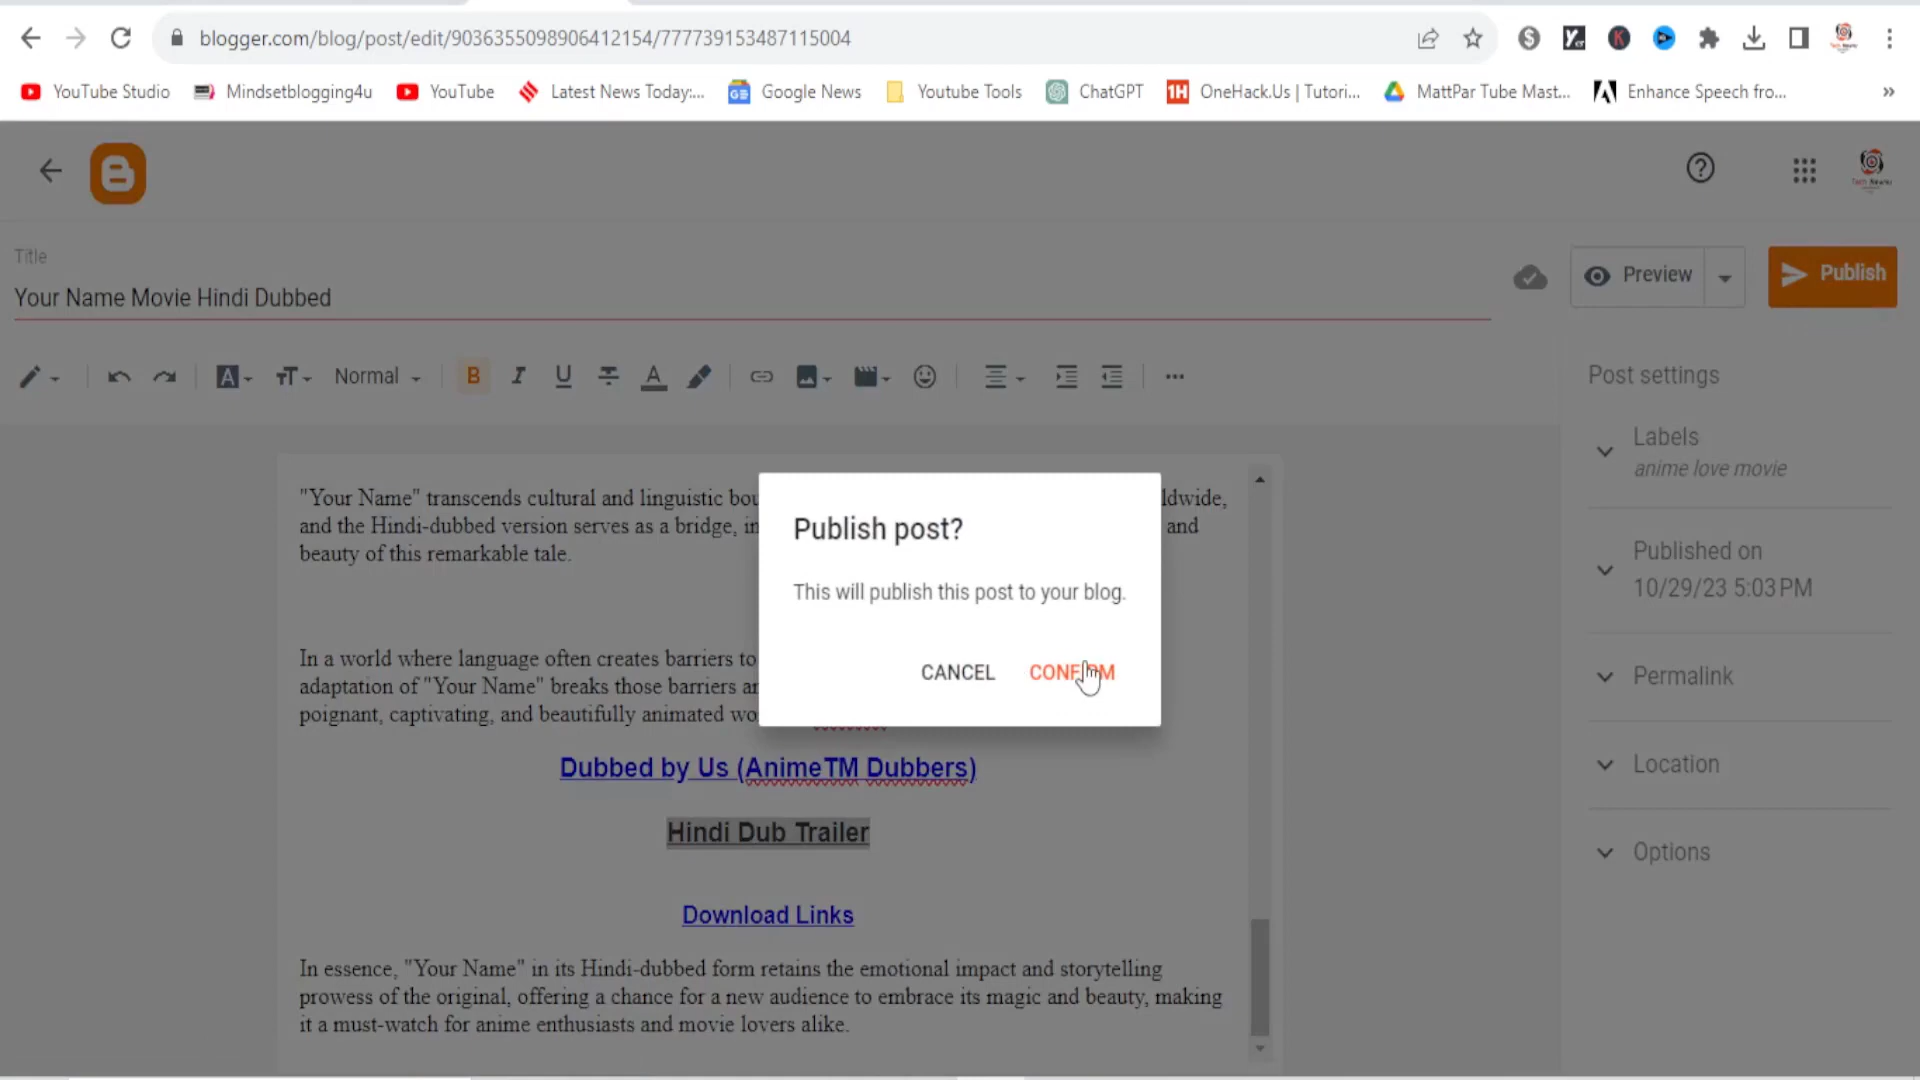 blogger.com/blog/post/edit/9036355098906412154/777739153487115004
YouTube Studio
Mindsetblogging4u
YouTube
Latest News Today:...
Google News
Youtube Tools
ChatGPT
1H OneHack.Us | Tutori...
MattPar Tube Mast...
Enhance Speech fro...
»
Title
Your Name Movie Hindi Dubbed
Preview
Publish
Normal
B
Post settings
Labels
anime love movie
Published on
10/29/23 5:03 PM
Permalink
Location
Options
"Your Name" transcends cultural and linguistic bou
ldwide,
and the Hindi-dubbed version serves as a bridge, in
and
beauty of this remarkable tale.
In a world where language often creates barriers to
adaptation of "Your Name" breaks those barriers an
poignant, captivating, and beautifully animated wo
Publish post?
This will publish this post to your blog.
CANCEL
CONFIRM
Dubbed by Us (AnimeTM Dubbers)
Hindi Dub Trailer
Download Links
In essence, "Your Name" in its Hindi-dubbed form retains the emotional impact and storytelling
prowess of the original, offering a chance for a new audience to embrace its magic and beauty, making
it a must-watch for anime enthusiasts and movie lovers alike.